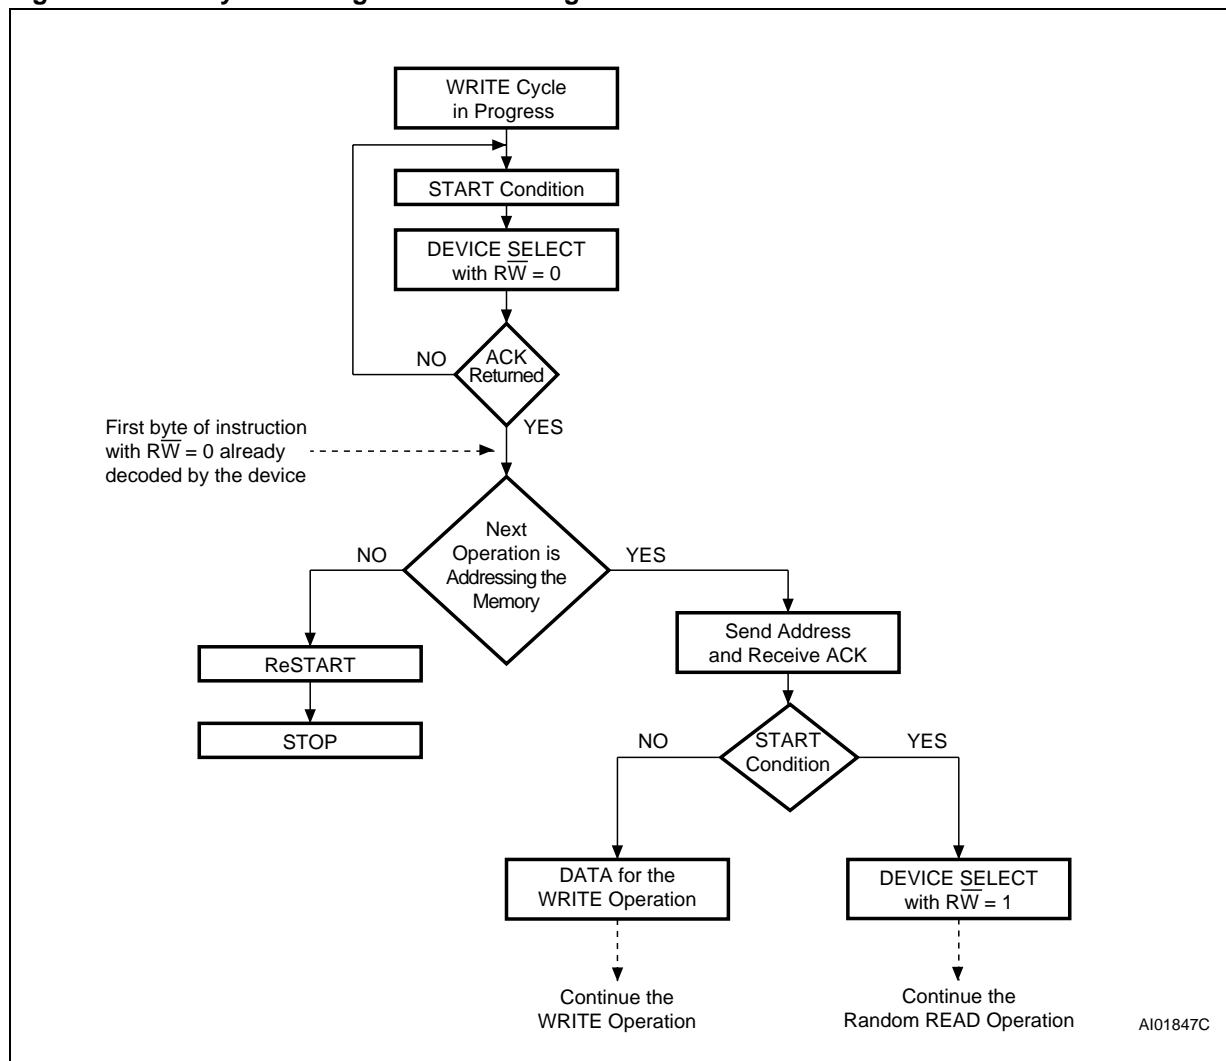 WRITE Cycle
in Progress
START Condition
DEVICE SELECT
with RW̅ = 0
NO
ACK
Returned
YES
First byte of instruction
with RW̅ = 0 already
decoded by the device
Next
Operation is
Addressing the
Memory
NO
YES
Send Address
and Receive ACK
ReSTART
STOP
NO
START
Condition
YES
DATA for the
WRITE Operation
DEVICE SELECT
with RW̅ = 1
Continue the
WRITE Operation
Continue the
Random READ Operation
AI01847C